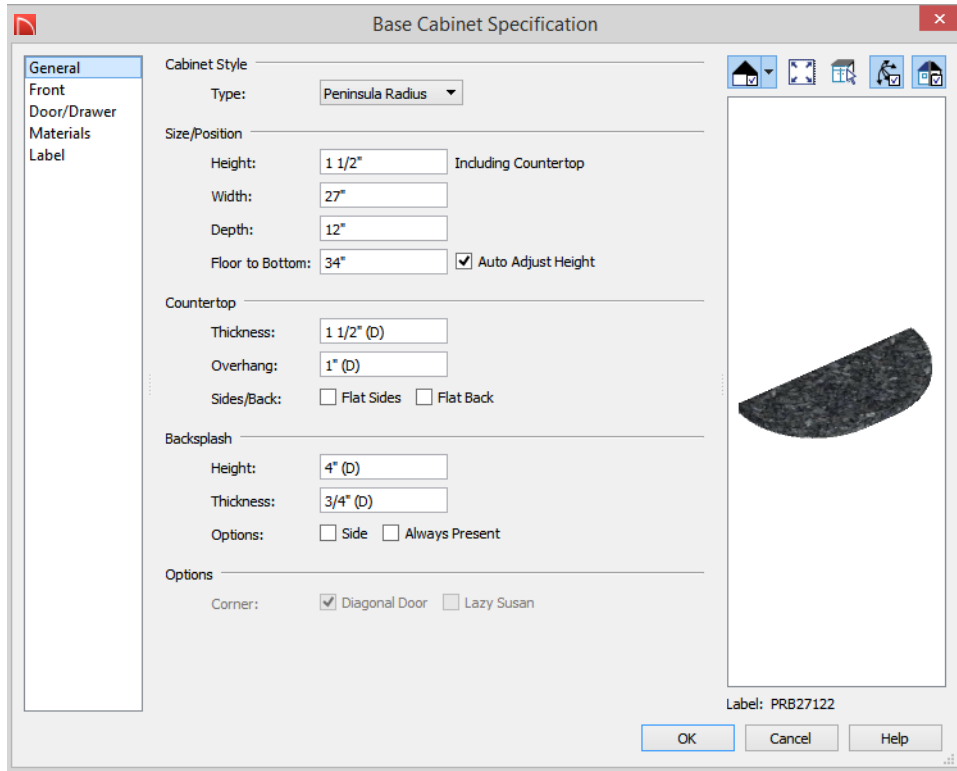 Base Cabinet Specification
General
Front
Door/Drawer
Materials
Label
Cabinet Style
Type: Peninsula Radius
Size/Position
Height: 1 1/2" Including Countertop
Width: 27"
Depth: 12"
Floor to Bottom: 34" Auto Adjust Height
Countertop
Thickness: 1 1/2" (D)
Overhang: 1" (D)
Sides/Back: Flat Sides Flat Back
Backsplash
Height: 4" (D)
Thickness: 3/4" (D)
Options: Side Always Present
Options
Corner: Diagonal Door Lazy Susan
Label: PRB27122
OK Cancel Help